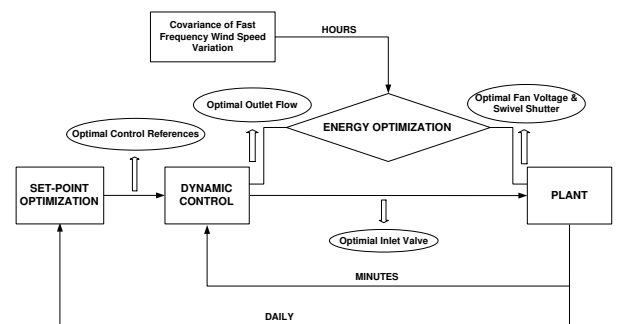 Covariance of Fast
Frequency Wind Speed
Variation
HOURS
Optimal Outlet Flow
Optimal Fan Voltage &
Swivel Shutter
Optimal Control References
ENERGY OPTIMIZATION
SET-POINT
OPTIMIZATION
DYNAMIC
CONTROL
PLANT
Optimial Inlet Valve
MINUTES
DAILY